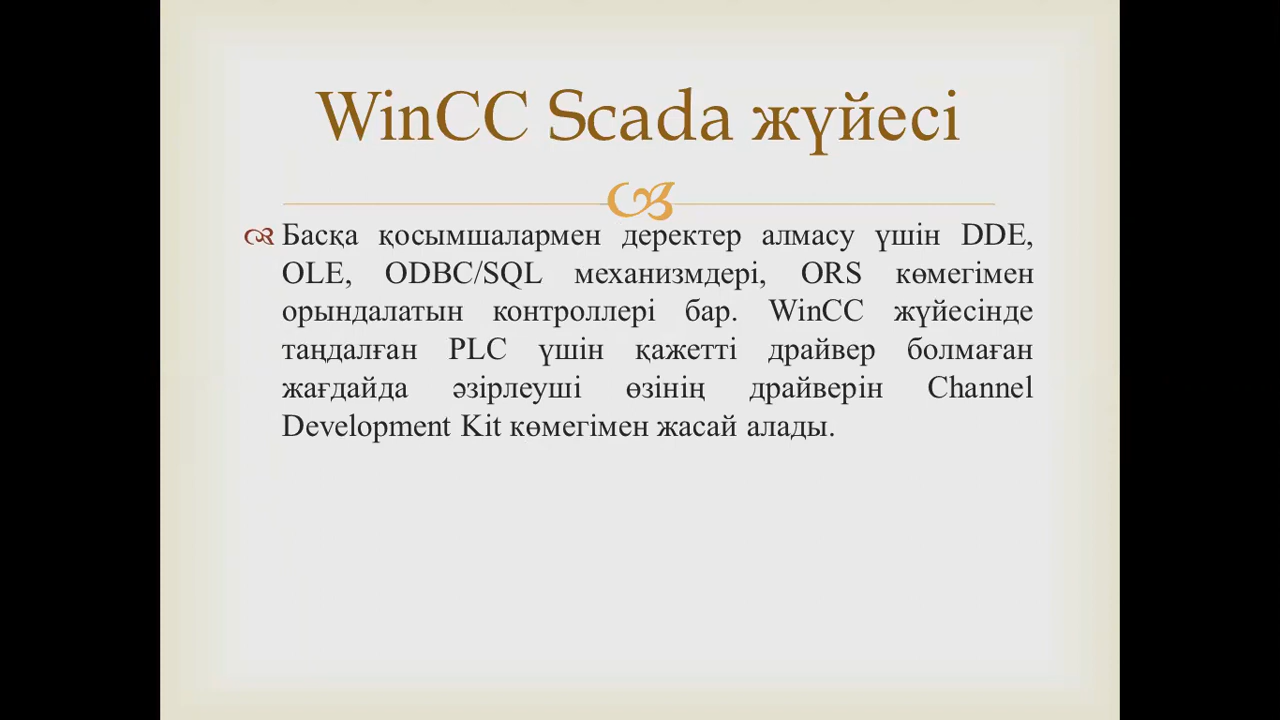 WinCC Scada жүйесі
Басқа қосымшалармен деректер алмасу үшін DDE,
OLE, ODBC/SQL механизмдері, ORS көмегімен
орындалатын контроллері бар. WinCC жүйесінде
таңдалған PLC үшін қажетті драйвер болмаған
жағдайда әзірлеуші өзінің драйверін Channel
Development Kit көмегімен жасай алады.